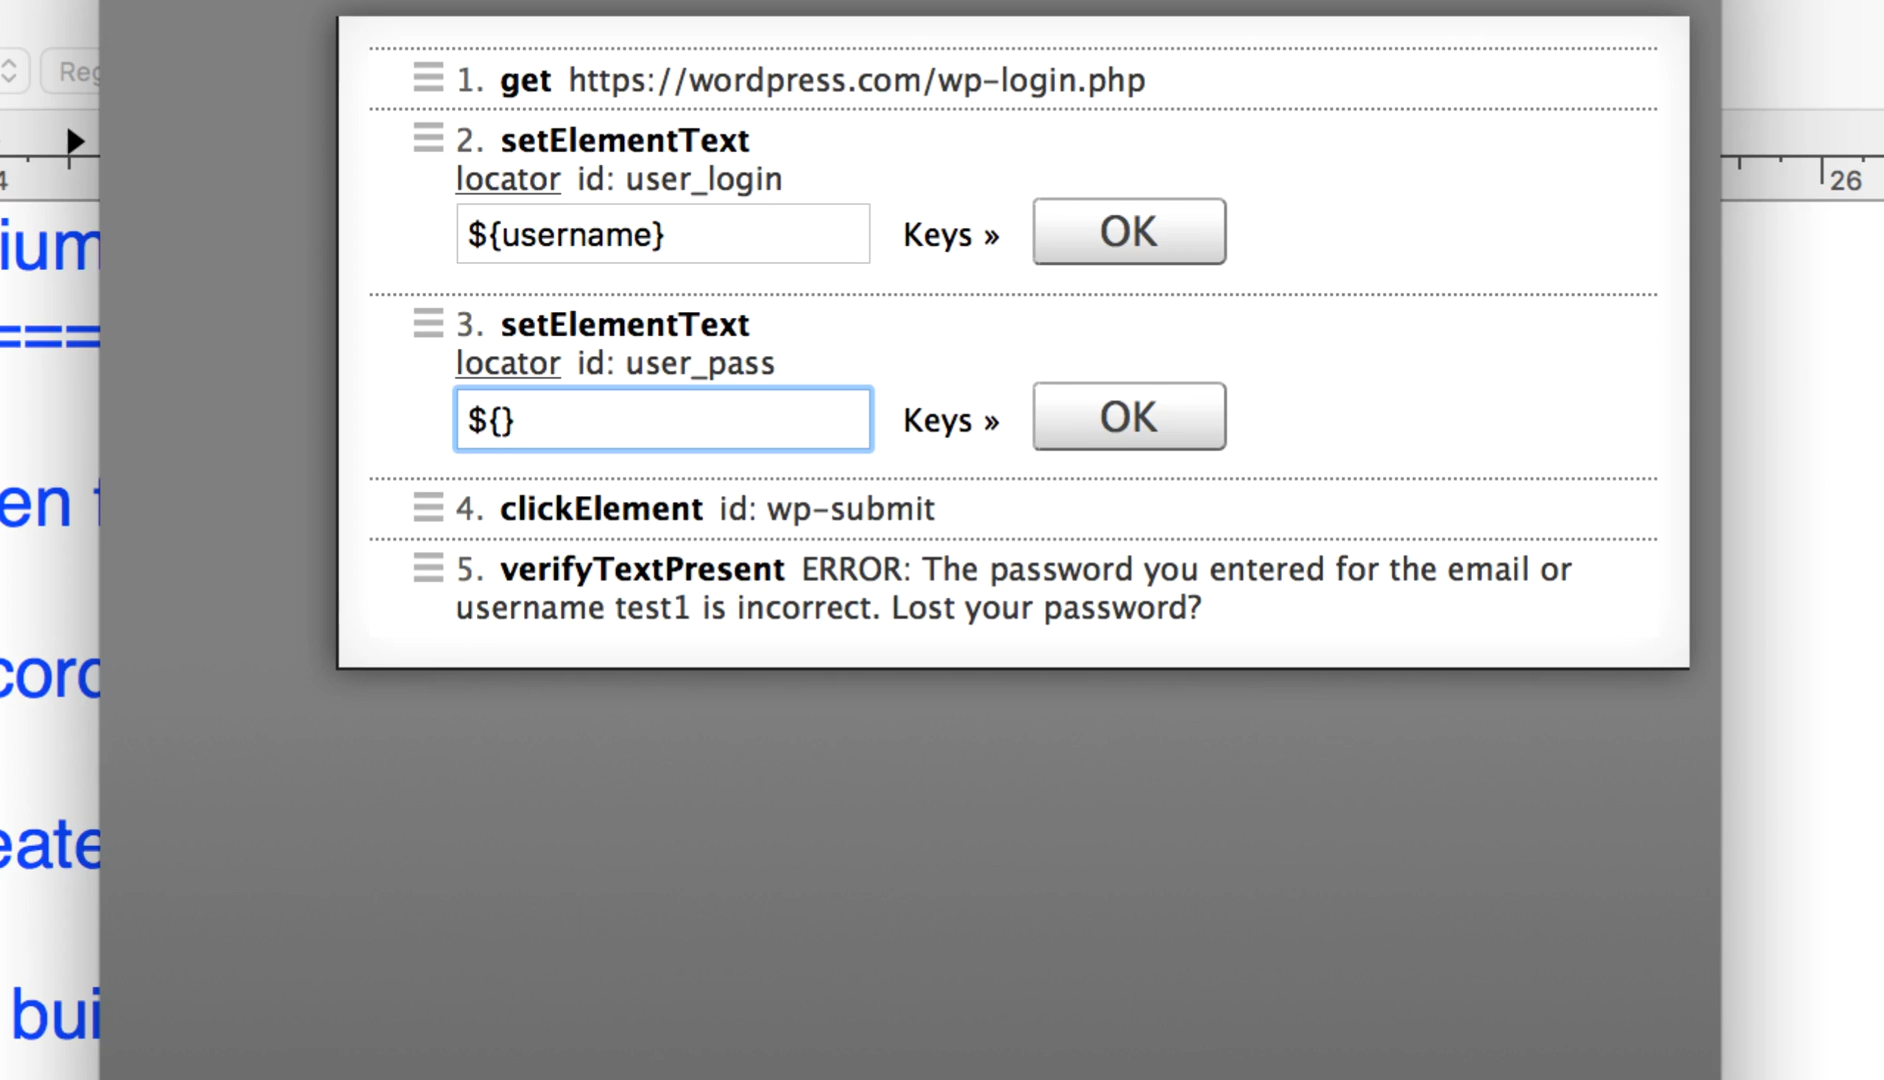 Reg
1. get https://wordpress.com/wp-login.php
2. setElementText
locator id: user_login
${username} Keys » OK
3. setElementText
locator id: user_pass
${} Keys » OK
4. clickElement id: wp-submit
5. verifyTextPresent ERROR: The password you entered for the email or
username test1 is incorrect. Lost your password?
4
26
ium
===
en
cord
eate
bui